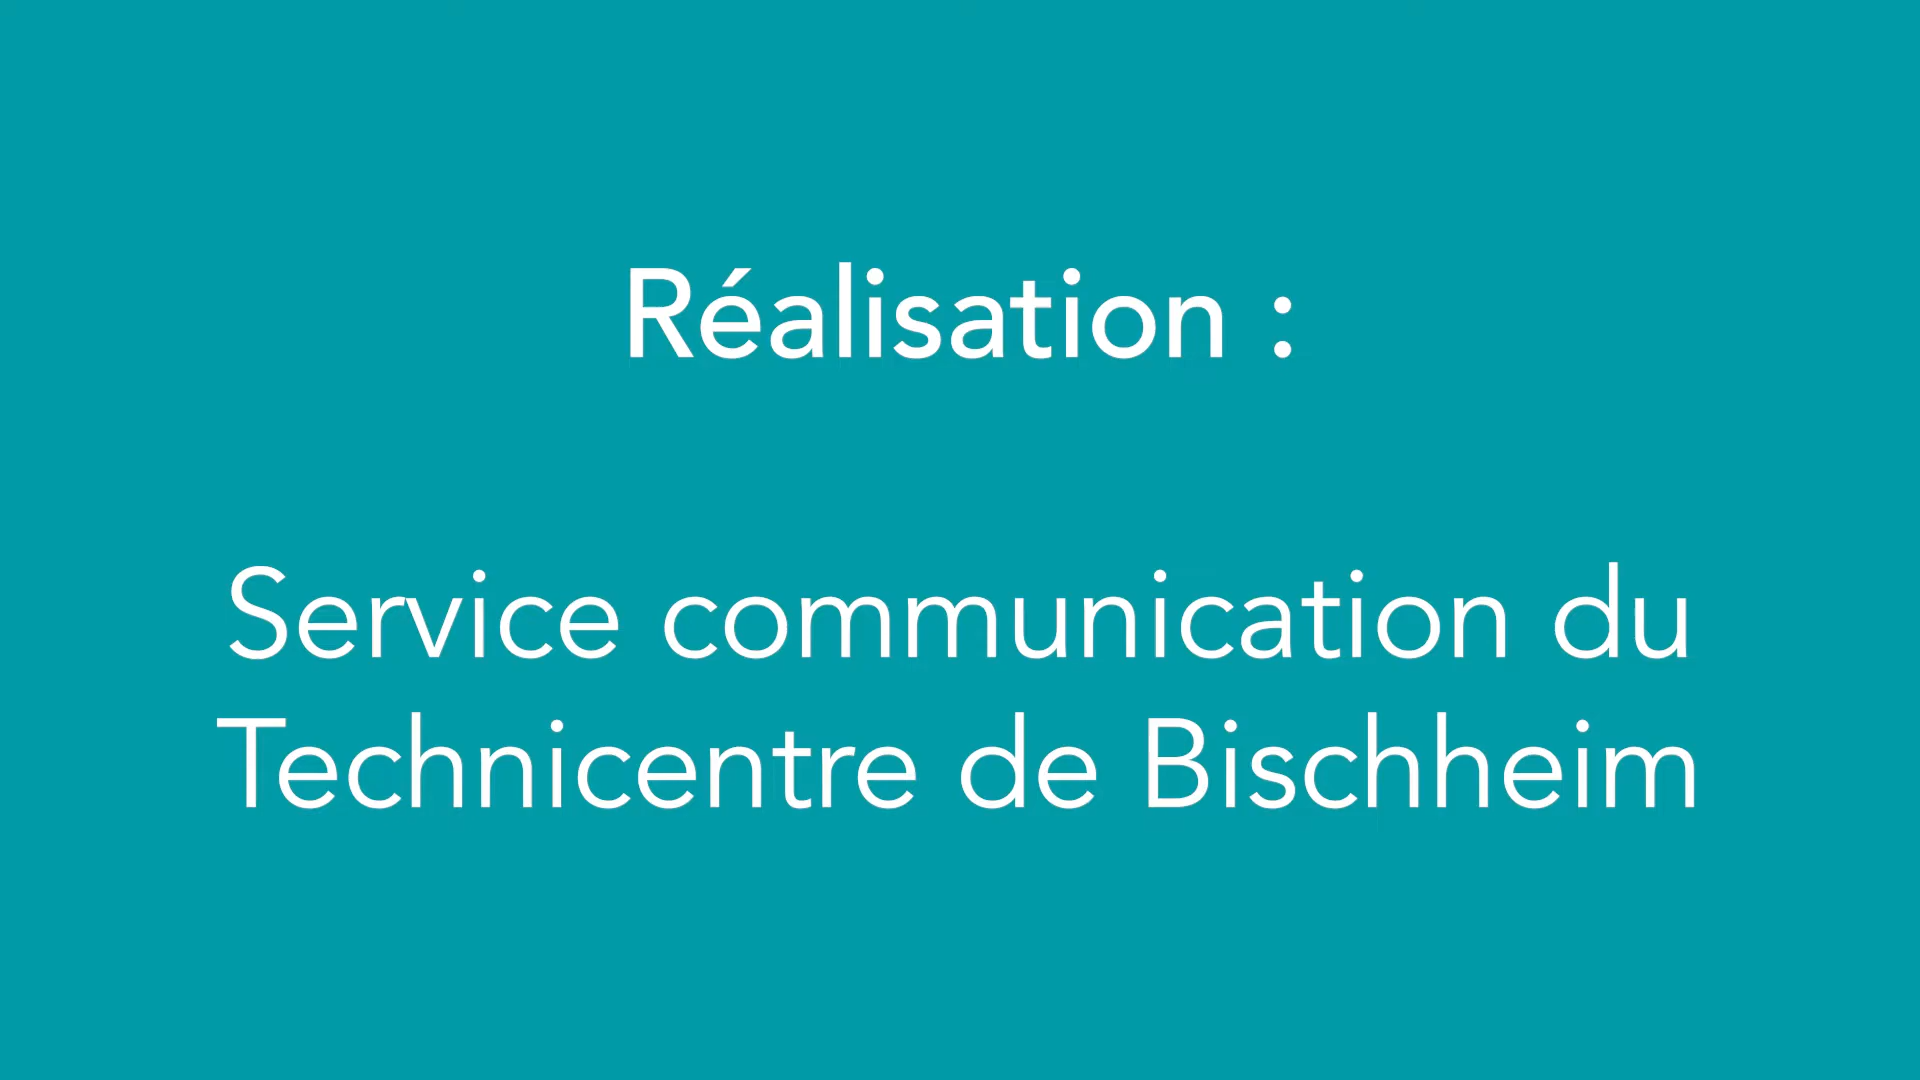 Réalisation :
Service communication du
Technicentre de Bischheim